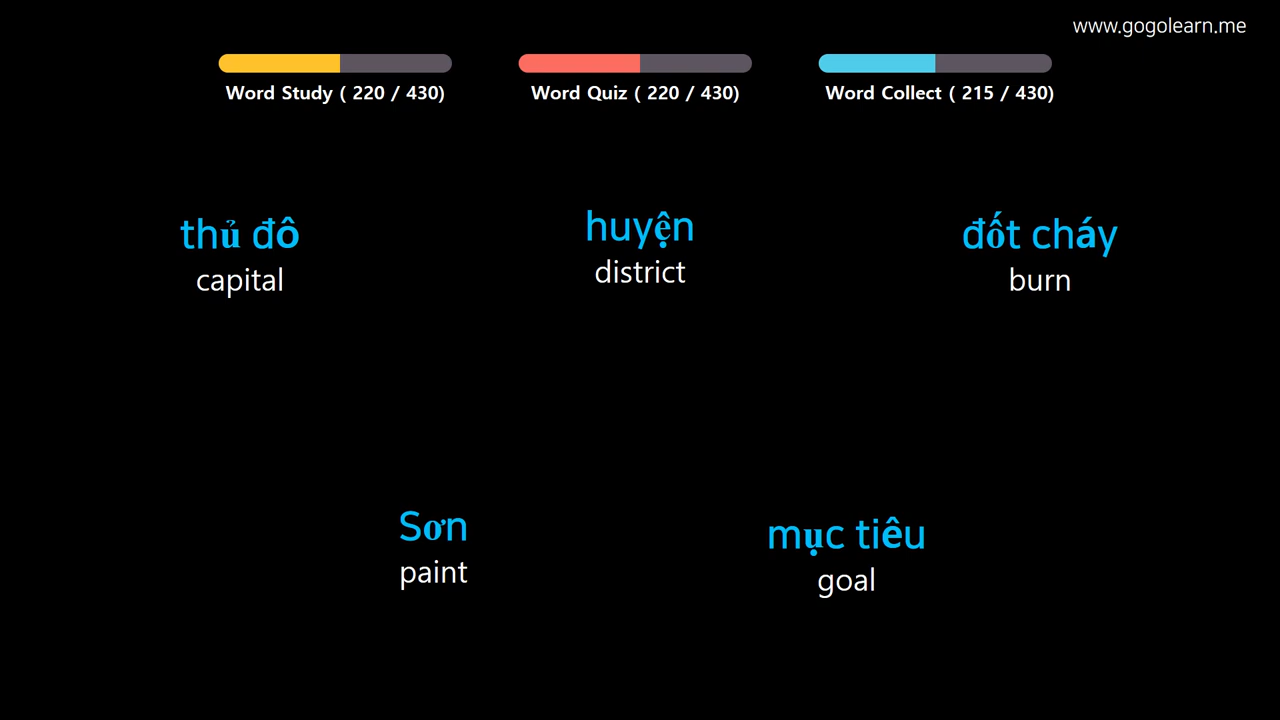 www.gogolearn.me
Word Study ( 220 / 430)
Word Quiz ( 220 / 430)
Word Collect ( 215 / 430)
thủ đô
capital
huyện
district
đốt cháy
burn
Sơn
paint
mục tiêu
goal